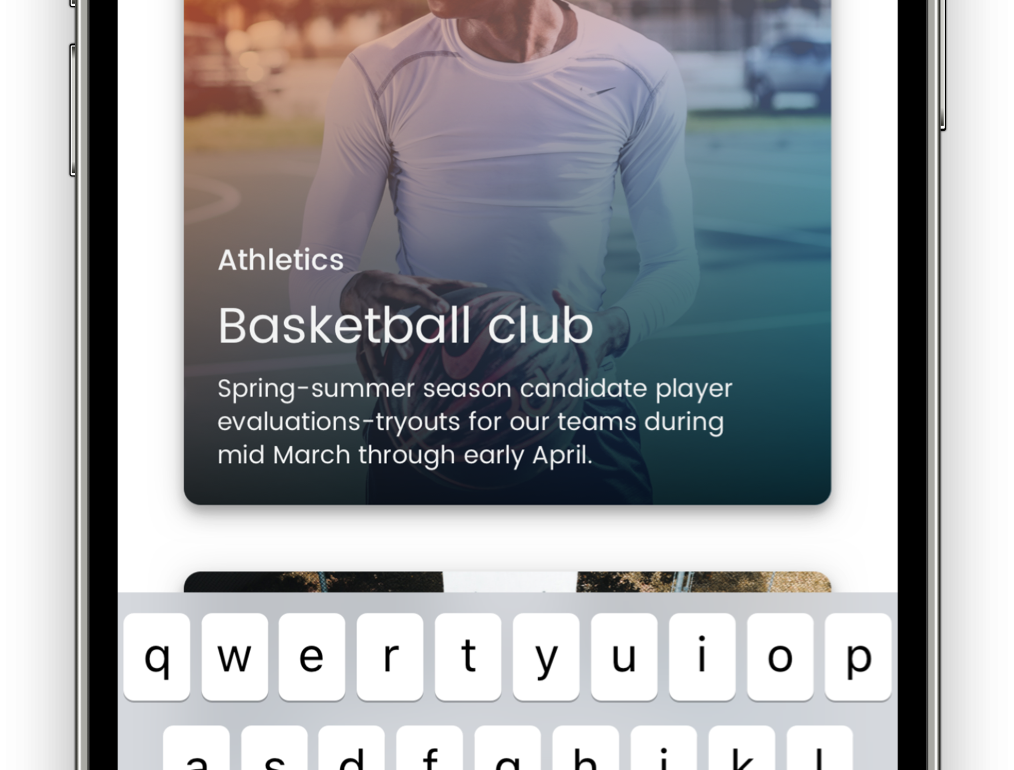 Athletics
Basketball club
Spring-summer season candidate player
evaluations-tryouts for our teams during
mid March through early April.
q w e r t y u i o p
a s d f g h j k l